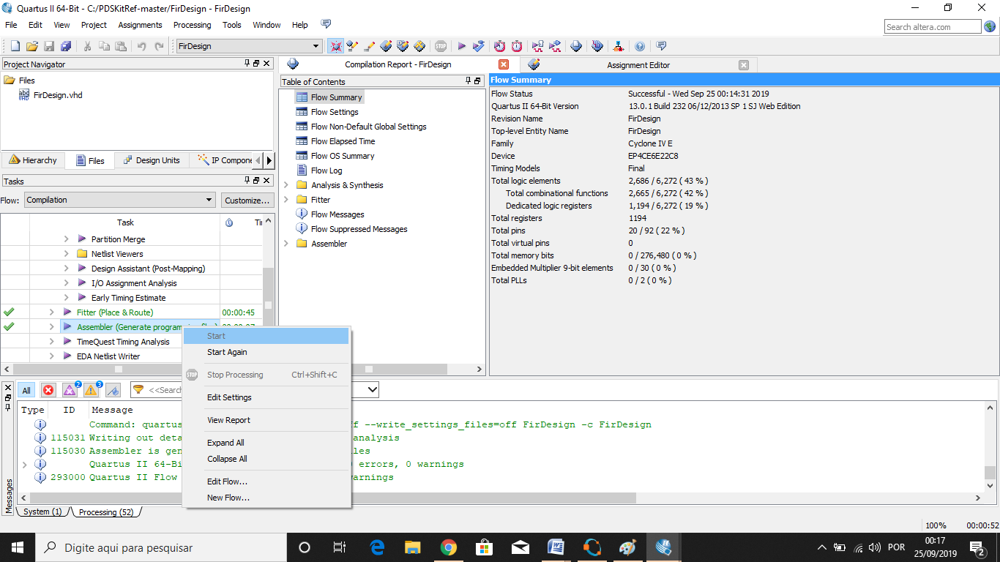 Quartus II 64-Bit - C:/PDSKitRef-master/FirDesign - FirDesign
File Edit View Project Assignments Processing Tools Window Help
Search altera.com
FirDesign
Project Navigator
Files
FirDesign.vhd
Hierarchy Files Design Units IP Compone
Tasks
Flow: Compilation Customize...
Task Ti
Partition Merge
Netlist Viewers
Design Assistant (Post-Mapping)
I/O Assignment Analysis
Early Timing Estimate
Fitter (Place & Route) 00:00:45
Assembler (Generate program
TimeQuest Timing Analysis
EDA Netlist Writer
Compilation Report - FirDesign
Assignment Editor
Table of Contents
Flow Summary
Flow Settings
Flow Non-Default Global Settings
Flow Elapsed Time
Flow OS Summary
Flow Log
Analysis & Synthesis
Fitter
Flow Messages
Flow Suppressed Messages
Assembler
Flow Summary
Flow Status Successful - Wed Sep 25 00:14:31 2019
Quartus II 64-Bit Version 13.0.1 Build 232 06/12/2013 SP 1 SJ Web Edition
Revision Name FirDesign
Top-level Entity Name FirDesign
Family Cyclone IV E
Device EP4CE6E22C8
Timing Models Final
Total logic elements 2,686 / 6,272 ( 43 % )
Total combinational functions 2,665 / 6,272 ( 42 % )
Dedicated logic registers 1,194 / 6,272 ( 19 % )
Total registers 1194
Total pins 20 / 92 ( 22 % )
Total virtual pins 0
Total memory bits 0 / 276,480 ( 0 % )
Embedded Multiplier 9-bit elements 0 / 30 ( 0 % )
Total PLLs 0 / 2 ( 0 % )
Start
Start Again
STOP Stop Processing Ctrl+Shift+C
Edit Settings
View Report
Expand All
Collapse All
Edit Flow...
New Flow...
All 2 3 <<Searc
Type ID Message
Command: quartus f --write_settings_files=off FirDesign -c FirDesign
115031 Writing out deta analysis
115030 Assembler is gen les
Quartus II 64-Bi errors, 0 warnings
293000 Quartus II Flow arnings
Messages
System (1) Processing (52)
100% 00:00:52
Digite aqui para pesquisar
POR
00:17
25/09/2019
2